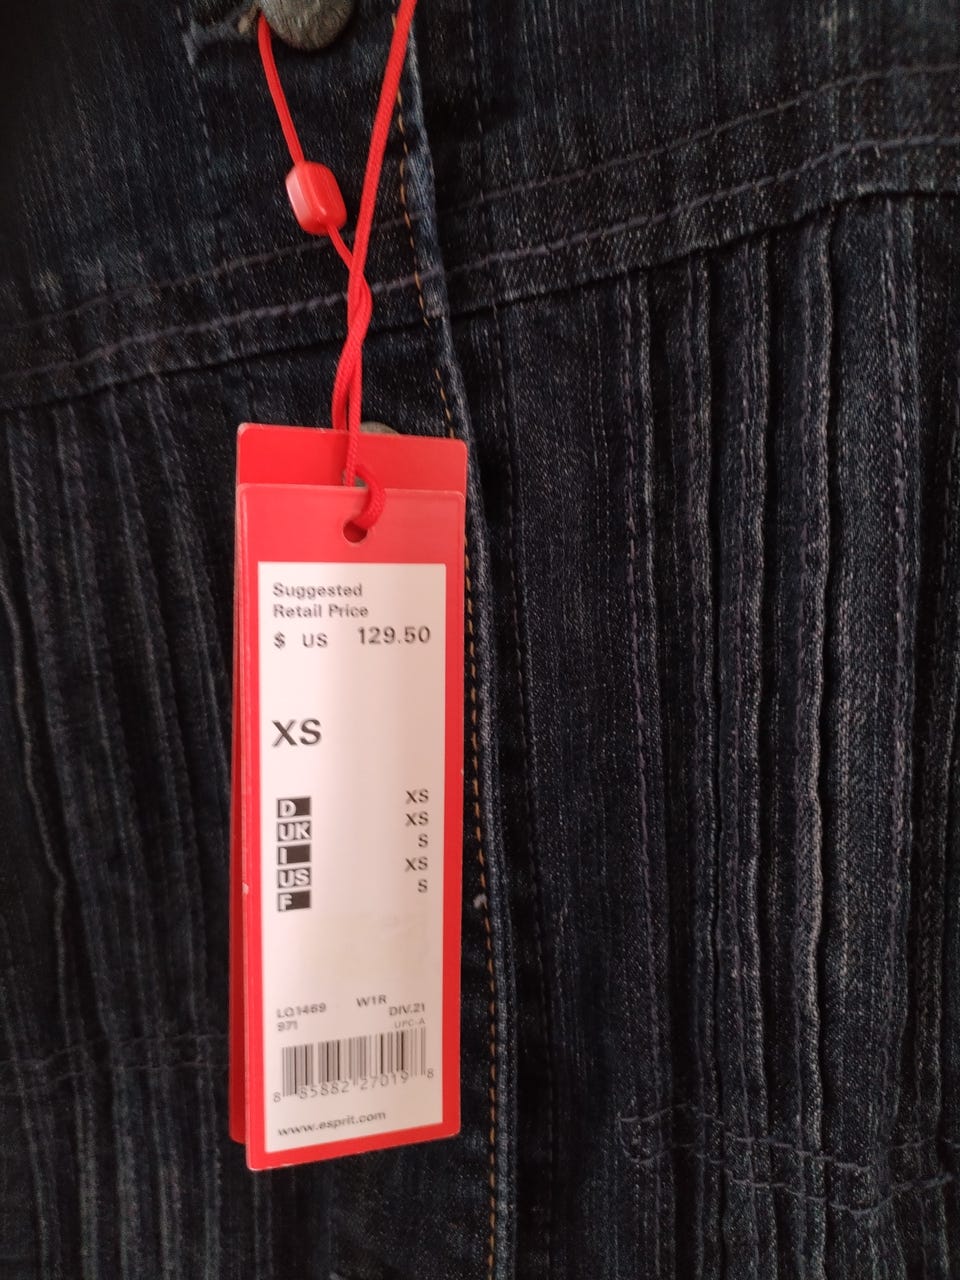 Suggested
Retail Price
$ US 129.50
XS
D XS
UK XS
I S
US XS
F S
LQ1469 W1R
971 DIV.21
UPC-A
8 85882 27019 8
www.esprit.com